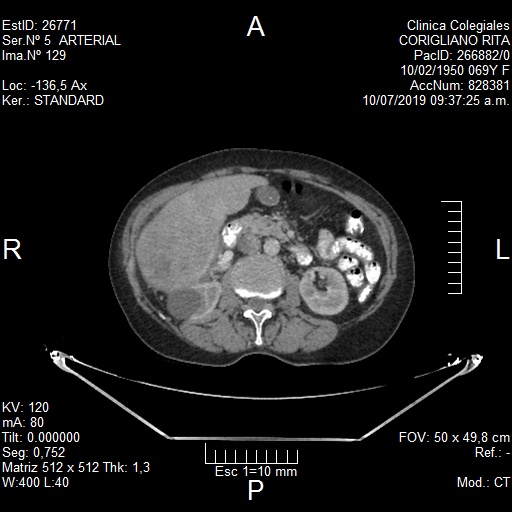 EstID: 26771
Ser.Nº 5 ARTERIAL
Ima.Nº 129
Loc: -136,5 Ax
Ker.: STANDARD
A
Clinica Colegiales
CORIGLIANO RITA
PacID: 266882/0
10/02/1950 069Y F
AccNum: 828381
10/07/2019 09:37:25 a.m.
R
L
KV: 120
mA: 80
Tilt: 0.000000
Seg: 0,752
Matriz 512 x 512 Thk: 1,3
W:400 L:40
Esc 1=10 mm
P
FOV: 50 x 49,8 cm
Ref.: -
Mod.: CT